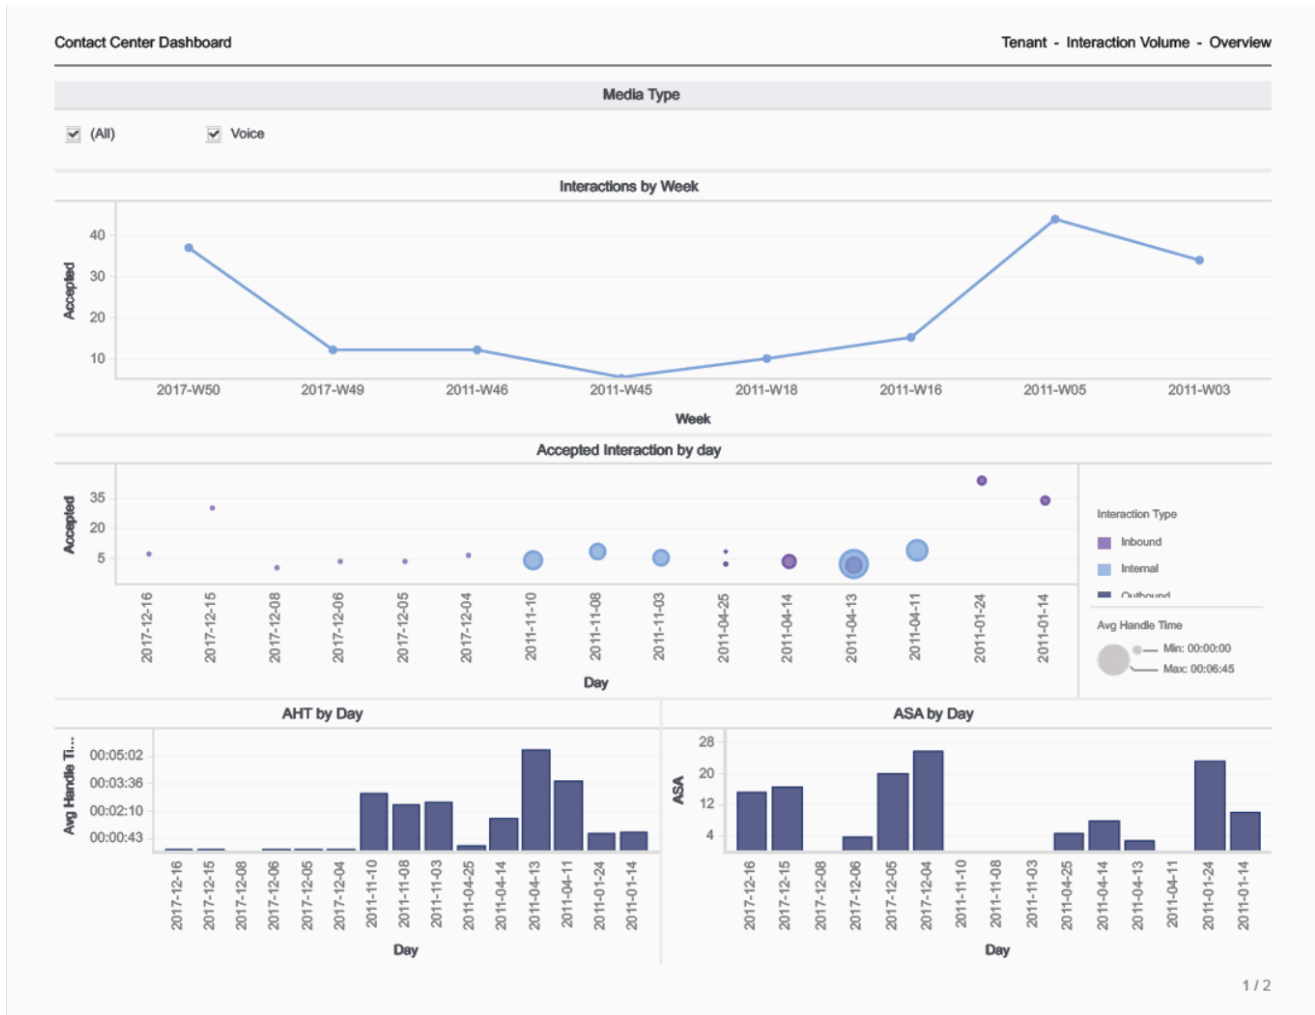 Contact Center Dashboard
Tenant - Interaction Volume - Overview
Media Type
(All) Voice
Interactions by Week
Accepted
40
30
20
10
2017-W50 2017-W49 2011-W46 2011-W45 2011-W18 2011-W16 2011-W05 2011-W03
Week
Accepted Interaction by day
Accepted
35
20
5
2017-12-16 2017-12-15 2017-12-08 2017-12-06 2017-12-05 2017-12-04 2011-11-10 2011-11-08 2011-11-03 2011-04-25 2011-04-14 2011-04-13 2011-04-11 2011-01-24 2011-01-14
Day
Interaction Type
Inbound
Internal
Outbound
Avg Handle Time
Min: 00:00:00
Max: 00:06:45
AHT by Day
Avg Handle Ti...
00:05:02
00:03:36
00:02:10
00:00:43
2017-12-16 2017-12-15 2017-12-08 2017-12-06 2017-12-05 2017-12-04 2011-11-10 2011-11-08 2011-11-03 2011-04-25 2011-04-14 2011-04-13 2011-04-11 2011-01-24 2011-01-14
Day
ASA by Day
ASA
28
20
12
4
2017-12-16 2017-12-15 2017-12-08 2017-12-06 2017-12-05 2017-12-04 2011-11-10 2011-11-08 2011-11-03 2011-04-25 2011-04-14 2011-04-13 2011-04-11 2011-01-24 2011-01-14
Day
1 / 2